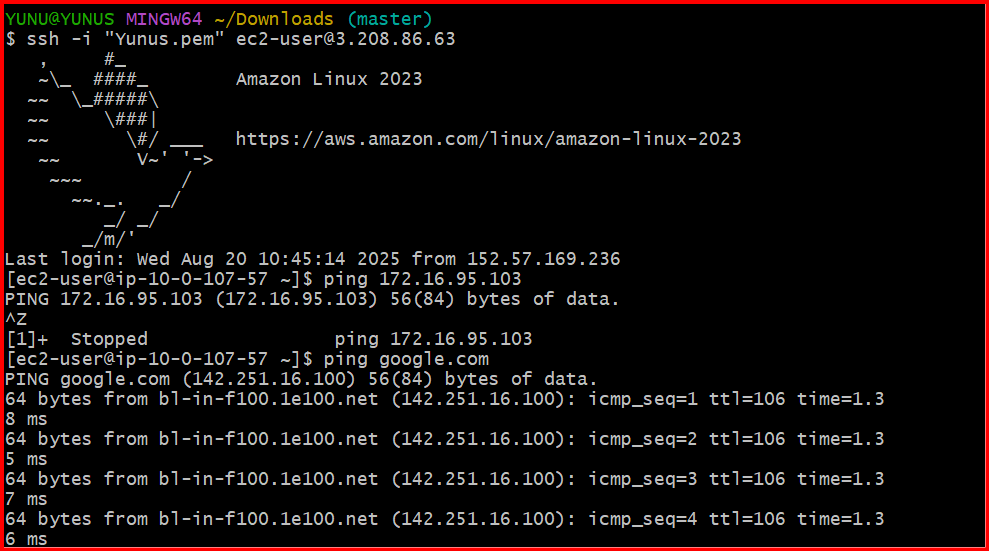 YUNU@YUNUS MINGW64 ~/Downloads (master)
$ ssh -i "Yunus.pem" ec2-user@3.208.86.63
   ,     #_
   ~\_  ####_        Amazon Linux 2023
  ~~  \_#####\
  ~~     \###|
  ~~       \#/ ___   https://aws.amazon.com/linux/amazon-linux-2023
   ~~       V~' '->
    ~~~         /
      ~~._.   _/
         _/ _/
       _/m/'
Last login: Wed Aug 20 10:45:14 2025 from 152.57.169.236
[ec2-user@ip-10-0-107-57 ~]$ ping 172.16.95.103
PING 172.16.95.103 (172.16.95.103) 56(84) bytes of data.
^Z
[1]+  Stopped                 ping 172.16.95.103
[ec2-user@ip-10-0-107-57 ~]$ ping google.com
PING google.com (142.251.16.100) 56(84) bytes of data.
64 bytes from bl-in-f100.1e100.net (142.251.16.100): icmp_seq=1 ttl=106 time=1.3
8 ms
64 bytes from bl-in-f100.1e100.net (142.251.16.100): icmp_seq=2 ttl=106 time=1.3
5 ms
64 bytes from bl-in-f100.1e100.net (142.251.16.100): icmp_seq=3 ttl=106 time=1.3
7 ms
64 bytes from bl-in-f100.1e100.net (142.251.16.100): icmp_seq=4 ttl=106 time=1.3
6 ms